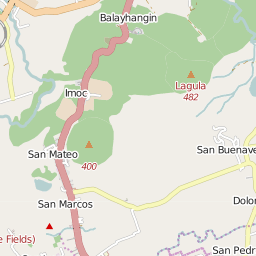 Balayhangin
Lagula
482
Imoc
San Buenave
San Mateo
400
San Marcos
Dolor
e Fields)
San Pedr